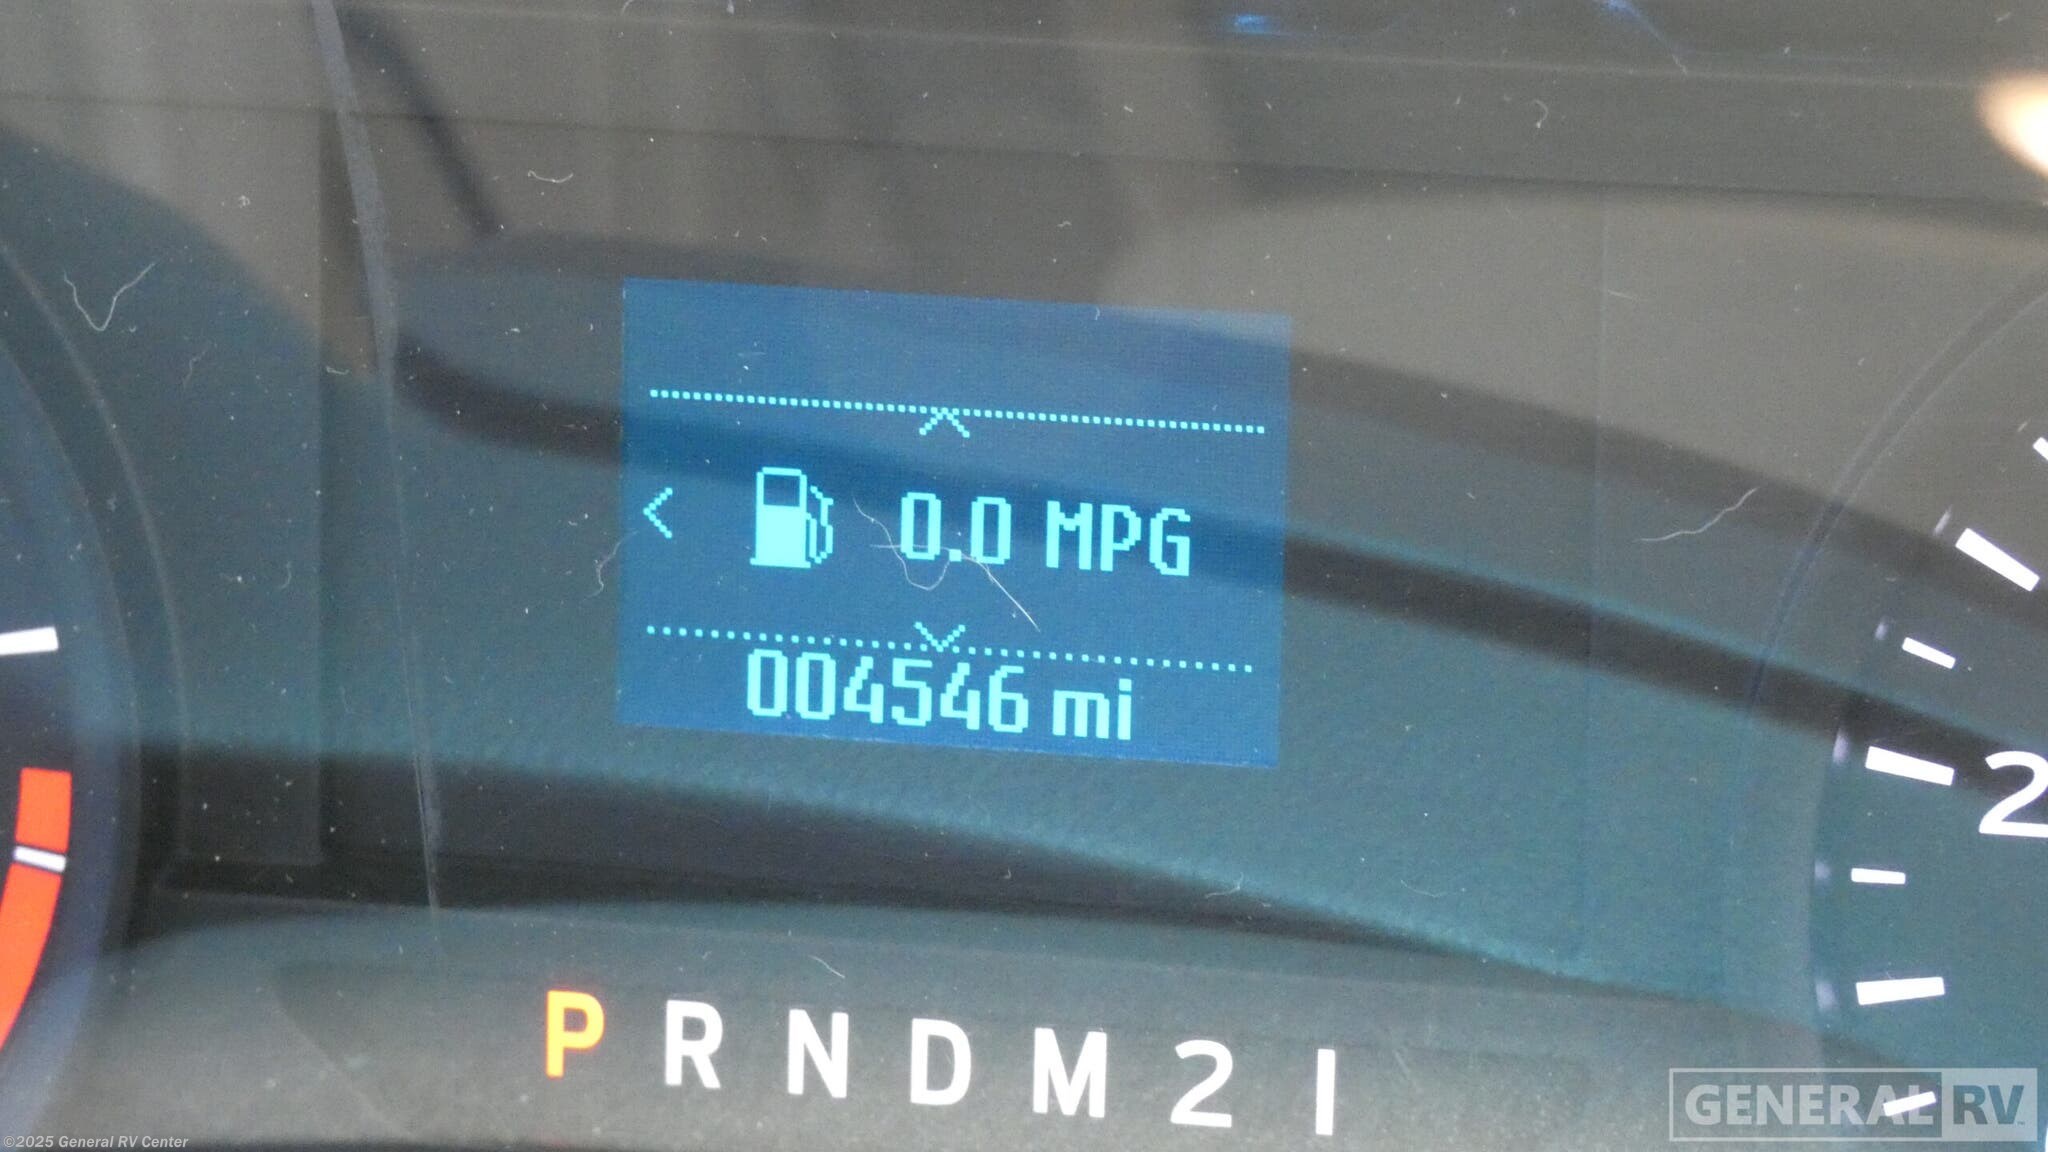 0.0 MPG
004546 mi
2
P R N D M 2 1
GENERAL RV
©2025 General RV Center